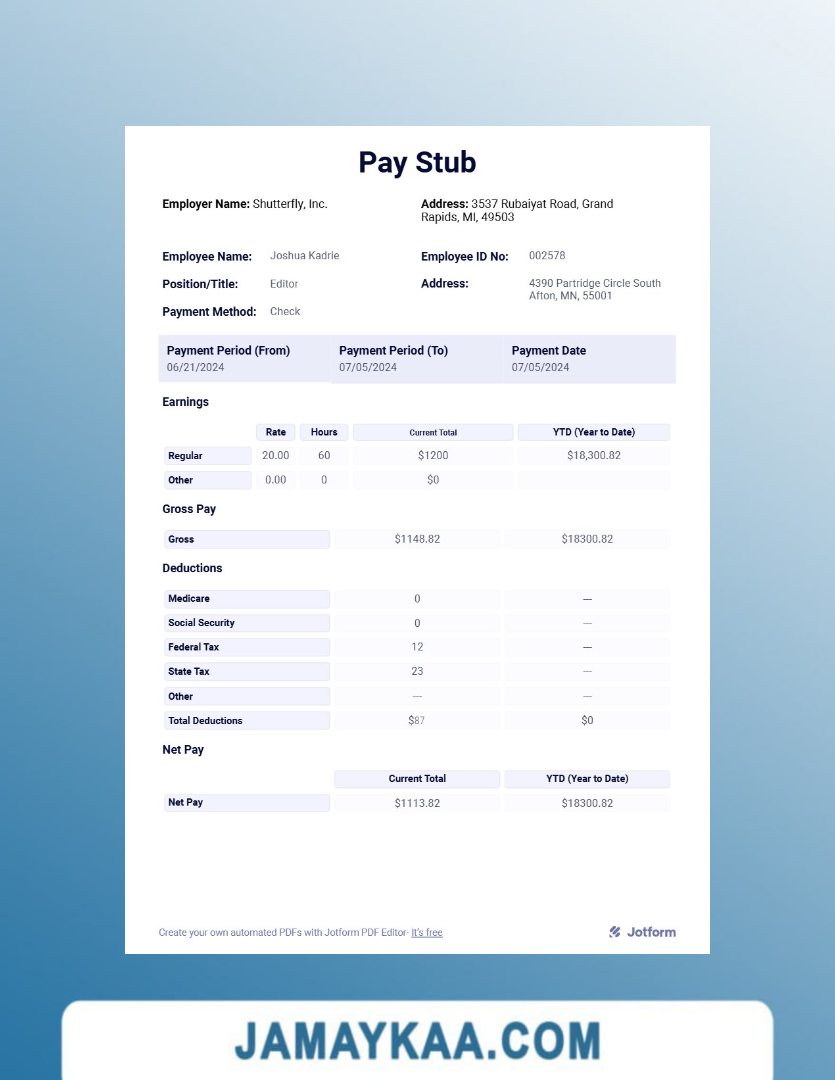 Pay Stub
Employer Name: Shutterfly, Inc.
Address: 3537 Rubaiyat Road, Grand
Rapids, MI, 49503
Employee Name: Joshua Kadrie
Employee ID No: 002578
Position/Title: Editor
Address: 4390 Partridge Circle South
Afton, MN, 55001
Payment Method: Check
Payment Period (From) Payment Period (To) Payment Date
06/21/2024 07/05/2024 07/05/2024
Earnings
Rate Hours Current Total YTD (Year to Date)
Regular 20.00 60 $1200 $18,300.82
Other 0.00 0 $0
Gross Pay
Gross $1148.82 $18300.82
Deductions
Medicare 0 ---
Social Security 0 ---
Federal Tax 12 ---
State Tax 23 ---
Other --- ---
Total Deductions $87 $0
Net Pay
Current Total YTD (Year to Date)
Net Pay $1113.82 $18300.82
Create your own automated PDFs with Jotform PDF Editor- It's free
Jotform
JAMAYKAA.COM